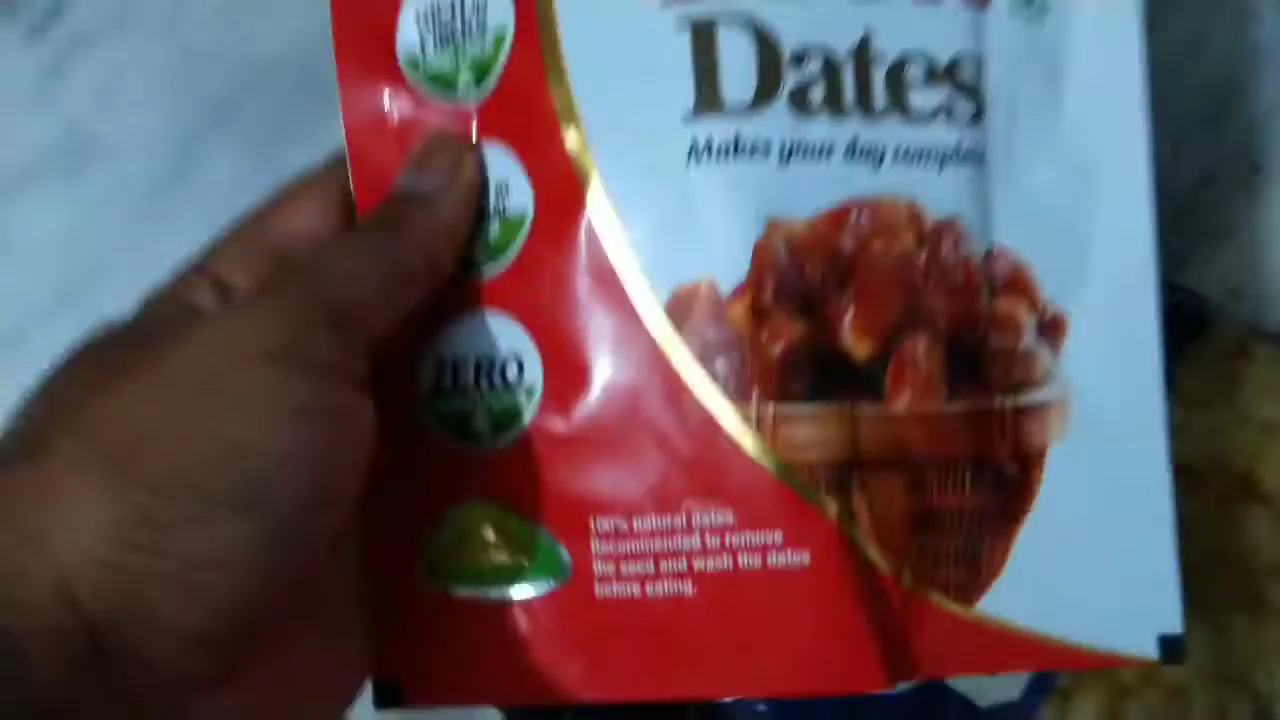 Dates
Makes your day complete
ZERO
100% natural dates
Recommended to remove
the seed and wash the dates
before eating.